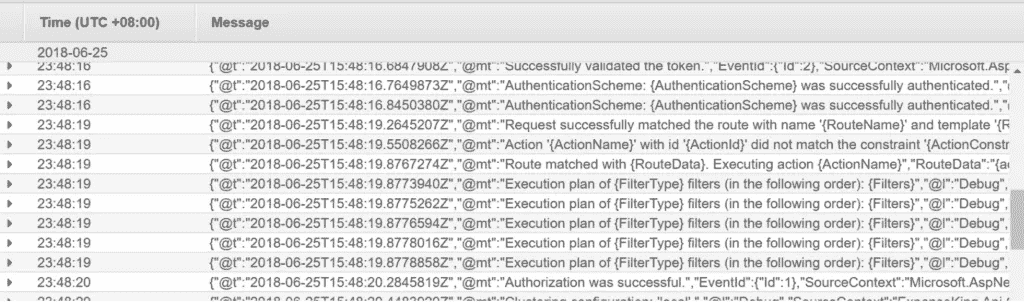 Time (UTC +08:00) Message
2018-06-25
23:48:16 {"@t":"2018-06-25T15:48:16.6847908Z","@mt":"Successfully validated the token.","EventId":{"Id":2},"SourceContext":"Microsoft.AspNe
23:48:16 {"@t":"2018-06-25T15:48:16.7649873Z","@mt":"AuthenticationScheme: {AuthenticationScheme} was successfully authenticated.","
23:48:16 {"@t":"2018-06-25T15:48:16.8450380Z","@mt":"AuthenticationScheme: {AuthenticationScheme} was successfully authenticated.","
23:48:19 {"@t":"2018-06-25T15:48:19.2645207Z","@mt":"Request successfully matched the route with name '{RouteName}' and template '{R
23:48:19 {"@t":"2018-06-25T15:48:19.5508266Z","@mt":"Action '{ActionName}' with id '{ActionId}' did not match the constraint '{ActionConstr
23:48:19 {"@t":"2018-06-25T15:48:19.8767274Z","@mt":"Route matched with {RouteData}. Executing action {ActionName}","RouteData":"{ac
23:48:19 {"@t":"2018-06-25T15:48:19.8773940Z","@mt":"Execution plan of {FilterType} filters (in the following order): {Filters}","@l":"Debug",
23:48:19 {"@t":"2018-06-25T15:48:19.8775262Z","@mt":"Execution plan of {FilterType} filters (in the following order): {Filters}","@l":"Debug",
23:48:19 {"@t":"2018-06-25T15:48:19.8776594Z","@mt":"Execution plan of {FilterType} filters (in the following order): {Filters}","@l":"Debug",
23:48:19 {"@t":"2018-06-25T15:48:19.8778016Z","@mt":"Execution plan of {FilterType} filters (in the following order): {Filters}","@l":"Debug",
23:48:19 {"@t":"2018-06-25T15:48:19.8778858Z","@mt":"Execution plan of {FilterType} filters (in the following order): {Filters}","@l":"Debug",
23:48:20 {"@t":"2018-06-25T15:48:20.2845819Z","@mt":"Authorization was successful.","EventId":{"Id":1},"SourceContext":"Microsoft.AspNe